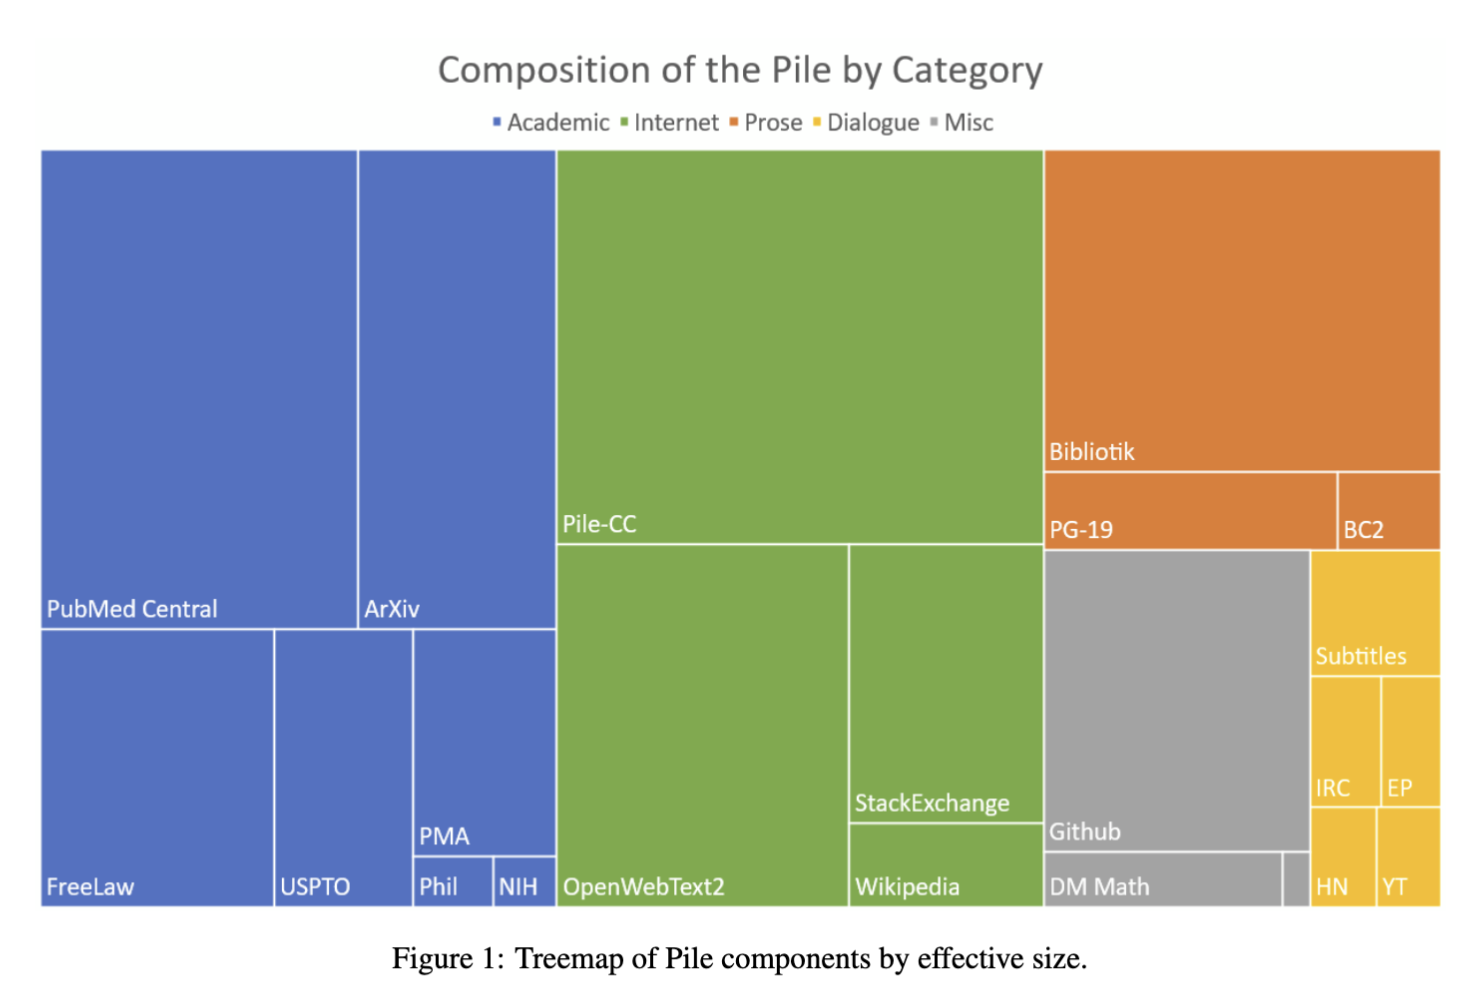 Composition of the Pile by Category
Academic Internet Prose Dialogue Misc
PubMed Central
ArXiv
FreeLaw
USPTO
PMA
Phil
NIH
Pile-CC
OpenWebText2
StackExchange
Wikipedia
Bibliotik
PG-19
BC2
Github
DM Math
Subtitles
IRC
EP
HN
YT
Figure 1: Treemap of Pile components by effective size.